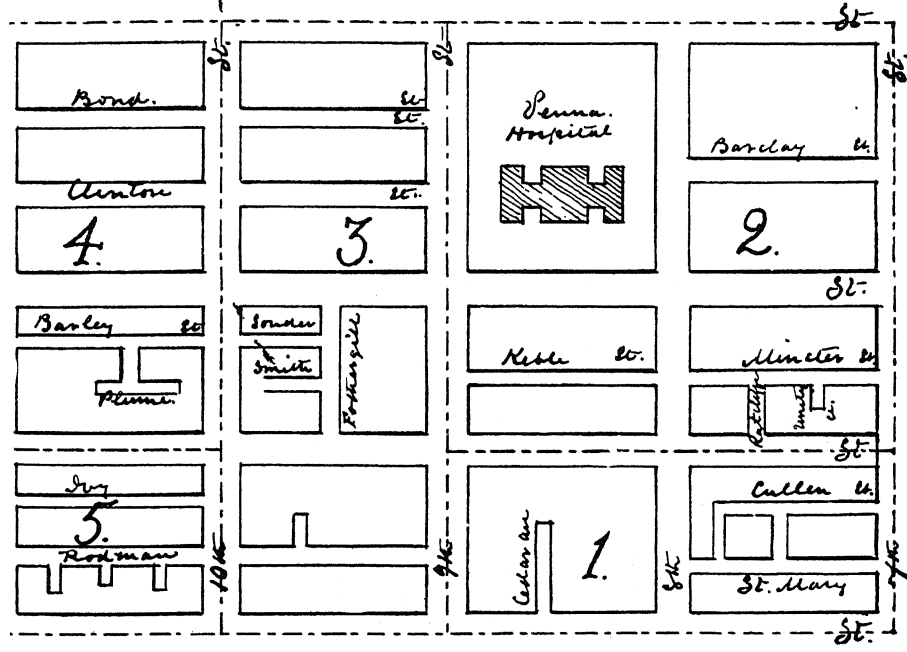 St
St.
St.
St.
Bond.
St
St.
Penna.
Hospital
Barclay St.
Clinton
St.
4.
3.
2.
St.
Barley St
Souder
Smith
Fothergill
Keble St.
Minster St
Plume.
Ratcliffe
Unity
Ct.
St.
Ivy
5.
Cullen St.
Rodman
10th
9th
Cedar av
1.
8th
7th
St. Mary
St.